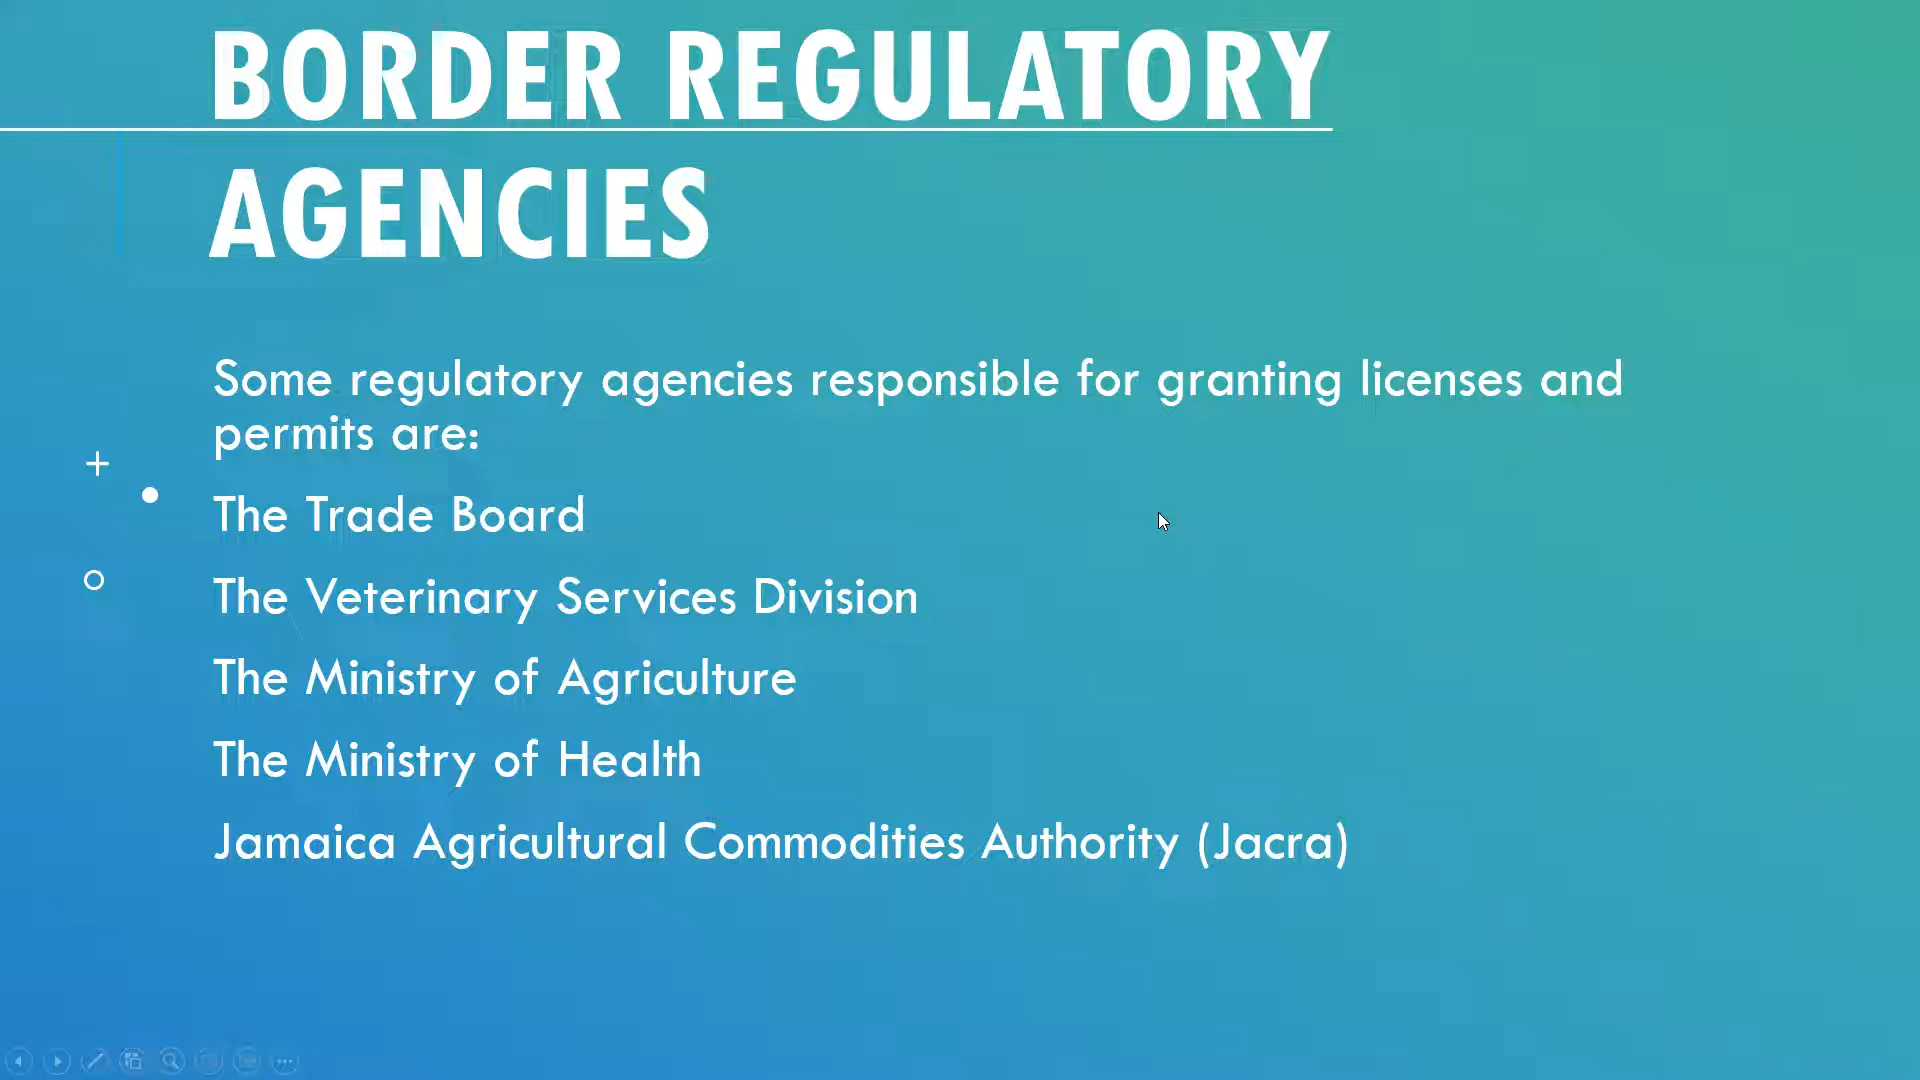 BORDER REGULATORY
AGENCIES
Some regulatory agencies responsible for granting licenses and
permits are:
The Trade Board
The Veterinary Services Division
The Ministry of Agriculture
The Ministry of Health
Jamaica Agricultural Commodities Authority (Jacra)